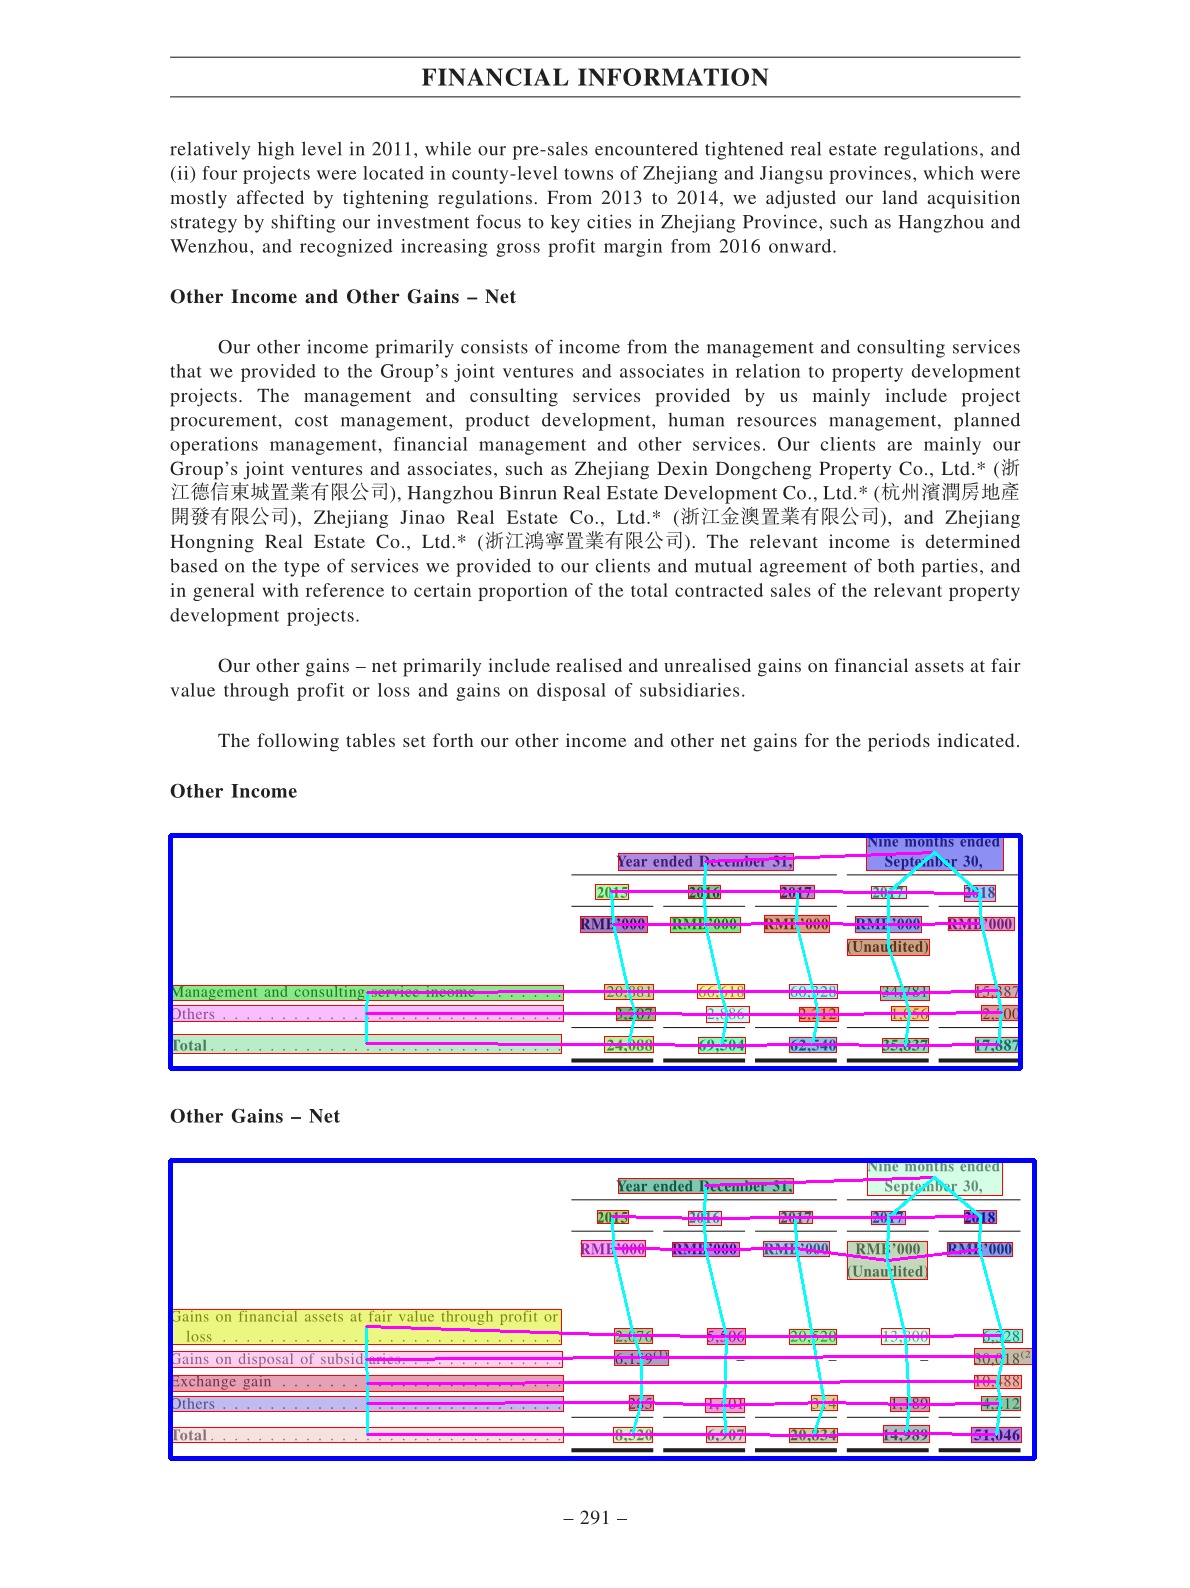 FINANCIAL INFORMATION
relatively high level in 2011, while our pre-sales encountered tightened real estate regulations, and
(ii) four projects were located in county-level towns of Zhejiang and Jiangsu provinces, which were
mostly affected by tightening regulations. From 2013 to 2014, we adjusted our land acquisition
strategy by shifting our investment focus to key cities in Zhejiang Province, such as Hangzhou and
Wenzhou, and recognized increasing gross profit margin from 2016 onward.
Other Income and Other Gains – Net
Our other income primarily consists of income from the management and consulting services
that we provided to the Group's joint ventures and associates in relation to property development
projects. The management and consulting services provided by us mainly include project
procurement, cost management, product development, human resources management, planned
operations management, financial management and other services. Our clients are mainly our
Group's joint ventures and associates, such as Zhejiang Dexin Dongcheng Property Co., Ltd.* (浙
江德信東城置業有限公司), Hangzhou Binrun Real Estate Development Co., Ltd.* (杭州濱潤房地產
開發有限公司), Zhejiang Jinao Real Estate Co., Ltd.* (浙江金澳置業有限公司), and Zhejiang
Hongning Real Estate Co., Ltd.* (浙江鴻寧置業有限公司). The relevant income is determined
based on the type of services we provided to our clients and mutual agreement of both parties, and
in general with reference to certain proportion of the total contracted sales of the relevant property
development projects.
Our other gains – net primarily include realised and unrealised gains on financial assets at fair
value through profit or loss and gains on disposal of subsidiaries.
The following tables set forth our other income and other net gains for the periods indicated.
Other Income
Nine months ended
Year ended December 31, September 30,
2015 2016 2017 2017 2018
RMB'000 RMB'000 RMB'000 RMB'000 RMB'000
(Unaudited)
Management and consulting service income . . . . . . . 20,881 66,618 60,228 34,781 15,387
Others . . . . . . . . . . . . . . . . . . . . . . . . . . . . . 3,207 2,886 2,312 1,056 2,500
Total . . . . . . . . . . . . . . . . . . . . . . . . . . . . . . 24,088 69,504 62,540 35,837 17,887
Other Gains – Net
Nine months ended
Year ended December 31, September 30,
2015 2016 2017 2017 2018
RMB'000 RMB'000 RMB'000 RMB'000 RMB'000
(Unaudited)
Gains on financial assets at fair value through profit or
loss . . . . . . . . . . . . . . . . . . . . . . . . . . . . . 2,076 5,506 20,520 13,800 6,228
Gains on disposal of subsidiaries. . . . . . . . . . . . . . 6,179(1) – – – 30,018(2
Exchange gain . . . . . . . . . . . . . . . . . . . . . . . . 10,488
Others . . . . . . . . . . . . . . . . . . . . . . . . . . . . . 265 1,401 314 1,189 4,312
Total . . . . . . . . . . . . . . . . . . . . . . . . . . . . . . 8,520 6,907 20,834 14,989 51,046
– 291 –